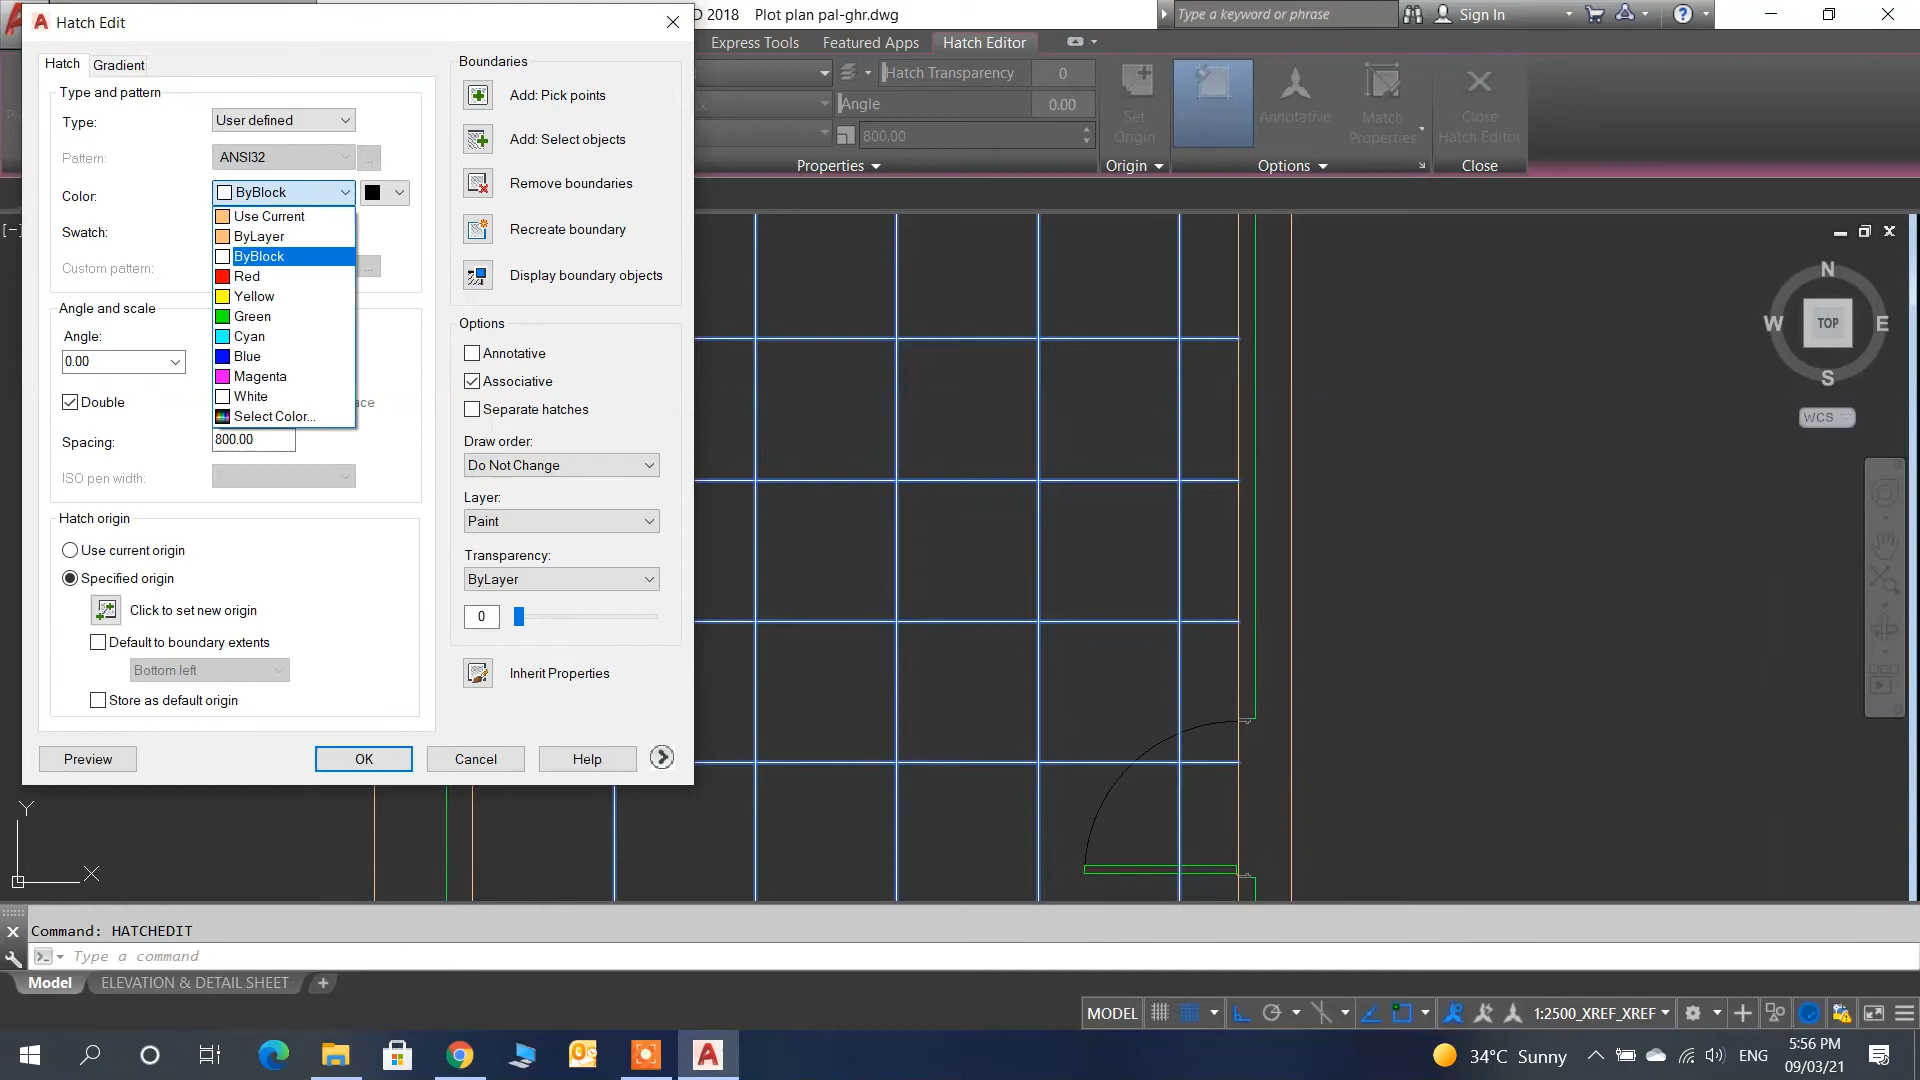 Hatch Edit
D 2018 Plot plan pal-ghr.dwg
Type a keyword or phrase
Sign In
Express Tools
Featured Apps
Hatch Editor
Hatch Transparency 0
Angle 0.00
800.00
Properties
Set
Origin
Origin
Annotative
Match
Properties
Options
Close
Hatch Editor
Close
Hatch
Gradient
Type and pattern
Type: User defined
Pattern: ANSI32 ...
Color: ByBlock
Use Current
ByLayer
ByBlock
Red
Yellow
Green
Cyan
Blue
Magenta
White
Select Color...
Swatch:
Custom pattern: ...
Angle and scale
Angle:
0.00
Double
ace
Spacing: 800.00
ISO pen width:
Hatch origin
Use current origin
Specified origin
Click to set new origin
Default to boundary extents
Bottom left
Store as default origin
Boundaries
Add: Pick points
Add: Select objects
Remove boundaries
Recreate boundary
Display boundary objects
Options
Annotative
Associative
Separate hatches
Draw order:
Do Not Change
Layer:
Paint
Transparency:
ByLayer
0
Inherit Properties
Preview OK Cancel Help
[−]
N
W TOP E
S
WCS
Y
X
Command: HATCHEDIT
Type a command
Model ELEVATION & DETAIL SHEET +
MODEL 1:2500_XREF_XREF
34°C Sunny ENG 5:56 PM
09/03/21